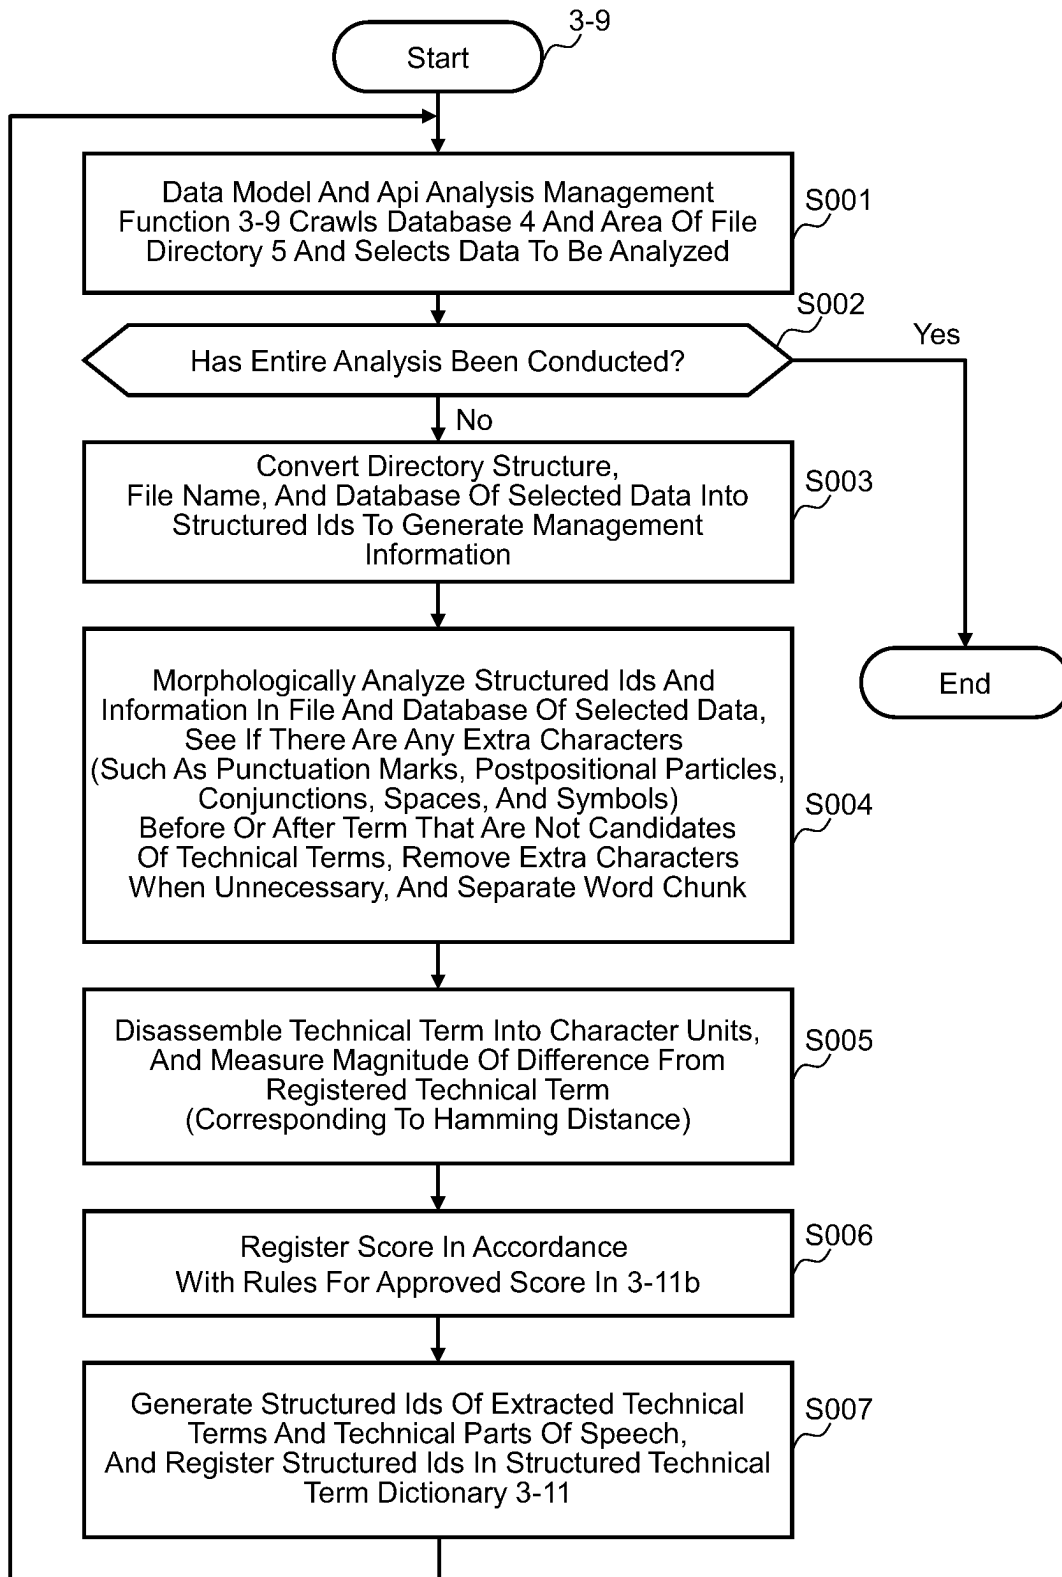 3-9
Start
Data Model And Api Analysis Management
Function 3-9 Crawls Database 4 And Area Of File
Directory 5 And Selects Data To Be Analyzed
S001
S002
Has Entire Analysis Been Conducted?
Yes
No
Convert Directory Structure,
File Name, And Database Of Selected Data Into
Structured Ids To Generate Management
Information
S003
End
Morphologically Analyze Structured Ids And
Information In File And Database Of Selected Data,
See If There Are Any Extra Characters
(Such As Punctuation Marks, Postpositional Particles,
Conjunctions, Spaces, And Symbols)
Before Or After Term That Are Not Candidates
Of Technical Terms, Remove Extra Characters
When Unnecessary, And Separate Word Chunk
S004
Disassemble Technical Term Into Character Units,
And Measure Magnitude Of Difference From
Registered Technical Term
(Corresponding To Hamming Distance)
S005
Register Score In Accordance
With Rules For Approved Score In 3-11b
S006
Generate Structured Ids Of Extracted Technical
Terms And Technical Parts Of Speech,
And Register Structured Ids In Structured Technical
Term Dictionary 3-11
S007